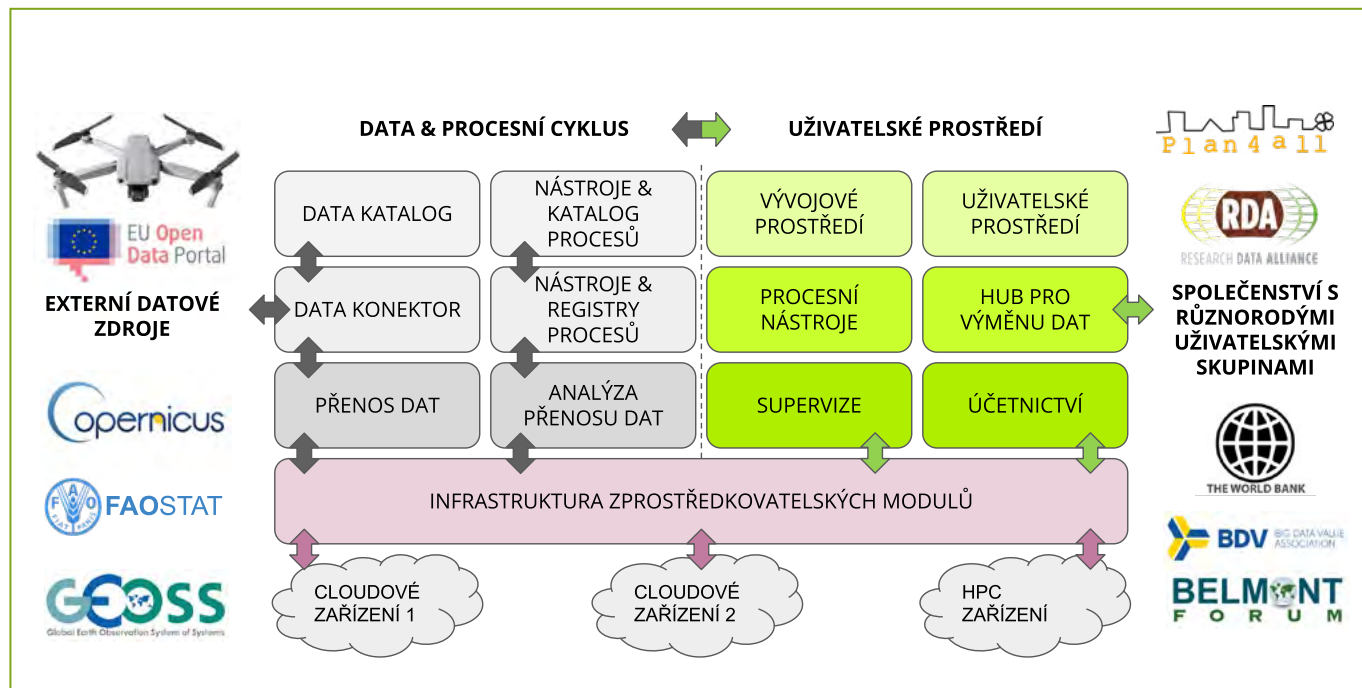 DATA & PROCESNÍ CYKLUS
UŽIVATELSKÉ PROSTŘEDÍ
EU Open
Data Portal
EXTERNÍ DATOVÉ
ZDROJE
Copernicus
FAO
FIAT PANIS
FAOSTAT
GEOSS
Global Earth Observation System of Systems
DATA KATALOG
NÁSTROJE &
KATALOG
PROCESŮ
VÝVOJOVÉ
PROSTŘEDÍ
UŽIVATELSKÉ
PROSTŘEDÍ
DATA KONEKTOR
NÁSTROJE &
REGISTRY
PROCESŮ
PROCESNÍ
NÁSTROJE
HUB PRO
VÝMĚNU DAT
PŘENOS DAT
ANALÝZA
PŘENOSU DAT
SUPERVIZE
ÚČETNICTVÍ
INFRASTRUKTURA ZPROSTŘEDKOVATELSKÝCH MODULŮ
CLOUDOVÉ
ZAŘÍZENÍ 1
CLOUDOVÉ
ZAŘÍZENÍ 2
HPC
ZAŘÍZENÍ
Plan4all
RDA
RESEARCH DATA ALLIANCE
SPOLEČENSTVÍ S
RŮZNORODÝMI
UŽIVATELSKÝMI
SKUPINAMI
THE WORLD BANK
BDV BIG DATA VALUE
ASSOCIATION
BELMONT
FORUM